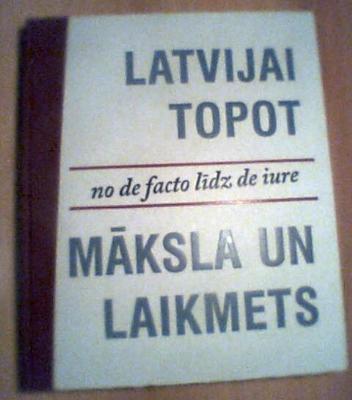 LATVIJAI
TOPOT
no de facto līdz de iure
MĀKSLA UN
LAIKMETS